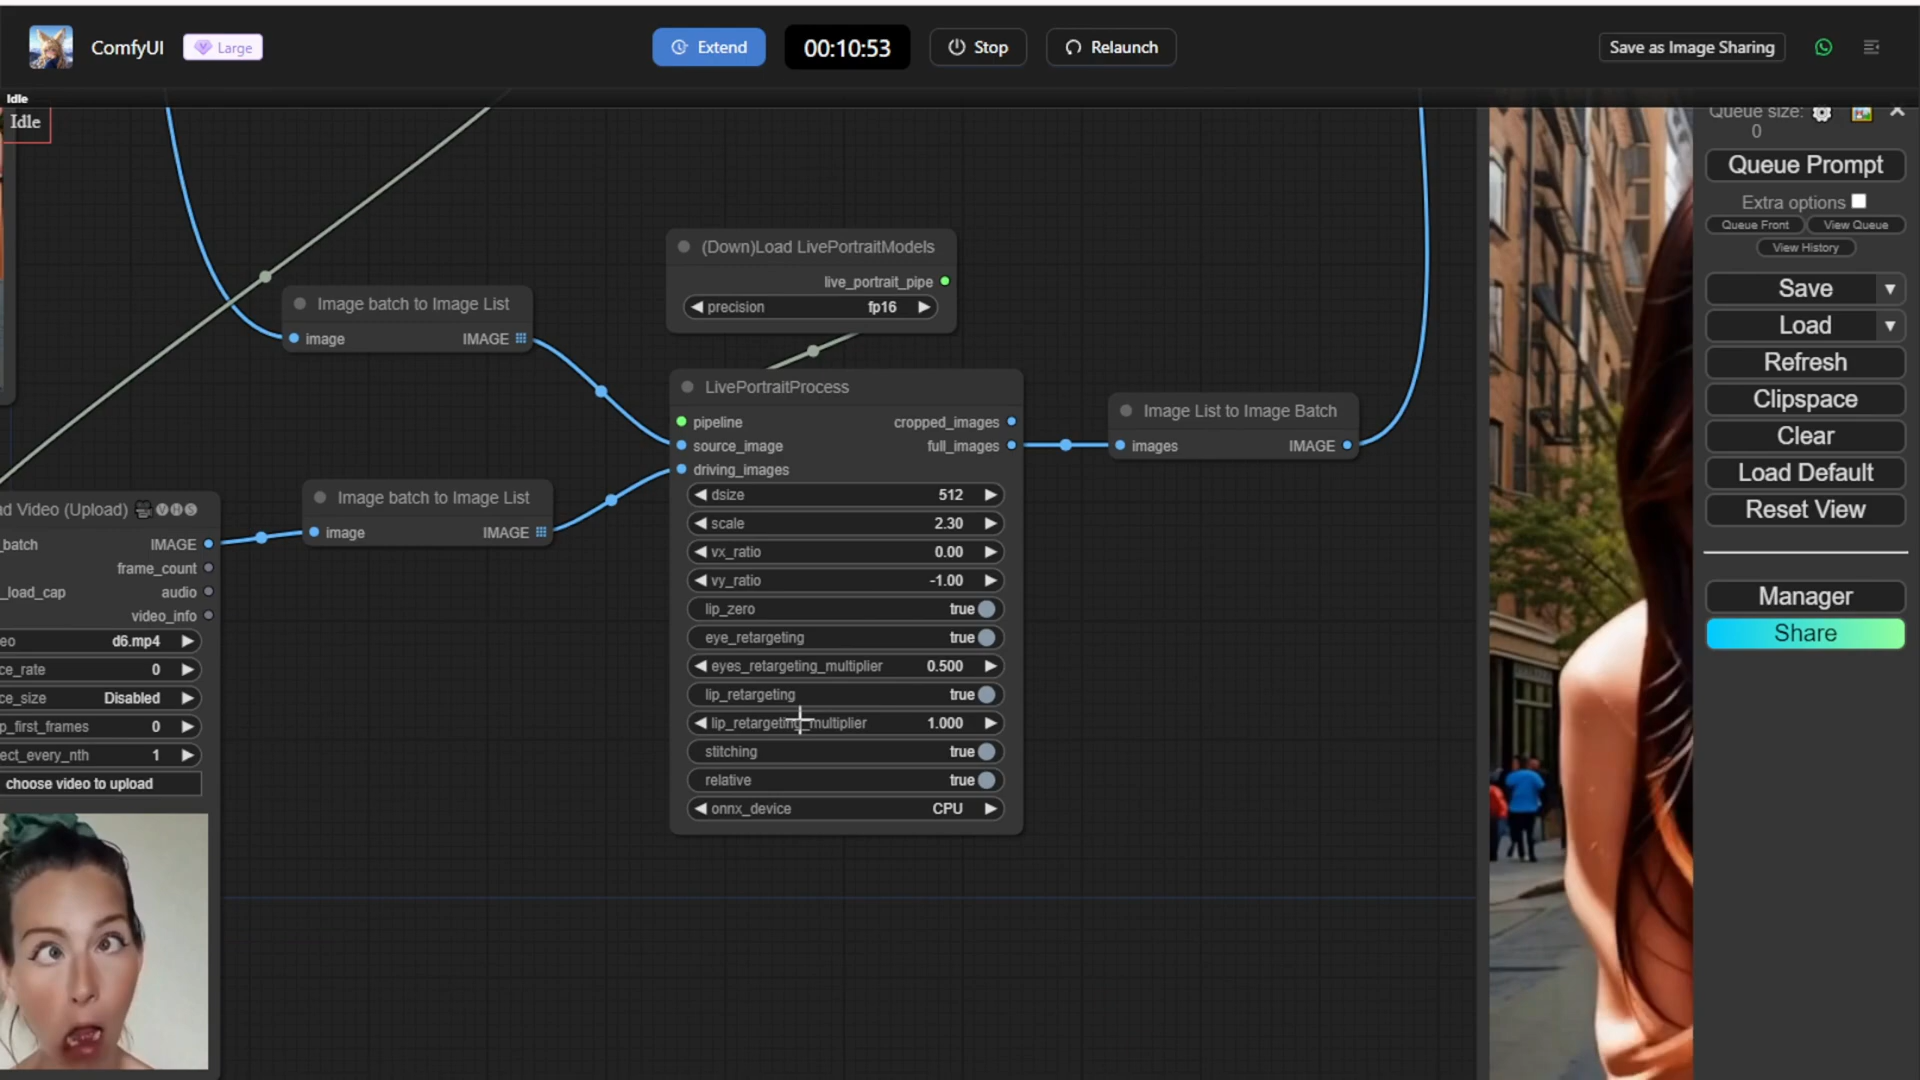 ComfyUI
Large
Extend
00:10:53
Stop
Relaunch
Save as Image Sharing
Idle
Idle
Queue size:
0
Queue Prompt
Extra options
Queue Front
View Queue
View History
Save
Load
Refresh
Clipspace
Clear
Load Default
Reset View
Manager
Share
(Down)Load LivePortraitModels
live_portrait_pipe
precision fp16
Image batch to Image List
image IMAGE
LivePortraitProcess
pipeline cropped_images
source_image full_images
driving_images
dsize 512
scale 2.30
vx_ratio 0.00
vy_ratio -1.00
lip_zero true
eye_retargeting true
eyes_retargeting_multiplier 0.500
lip_retargeting true
lip_retargeting_multiplier 1.000
stitching true
relative true
onnx_device CPU
Image List to Image Batch
images IMAGE
Image batch to Image List
image IMAGE
ad Video (Upload) VHS
_batch IMAGE
frame_count
_load_cap audio
video_info
eo d6.mp4
ce_rate 0
ce_size Disabled
p_first_frames 0
ect_every_nth 1
choose video to upload